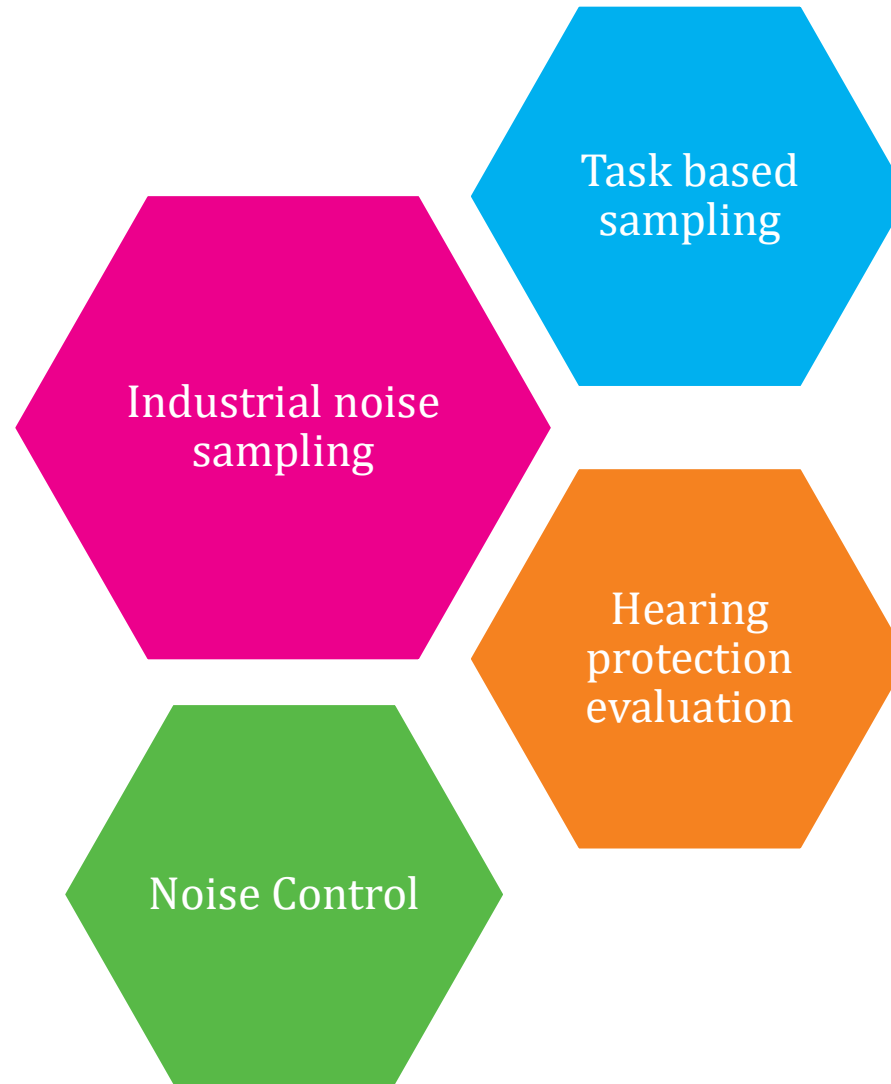 Task based
sampling
Industrial noise
sampling
Hearing
protection
evaluation
Noise Control